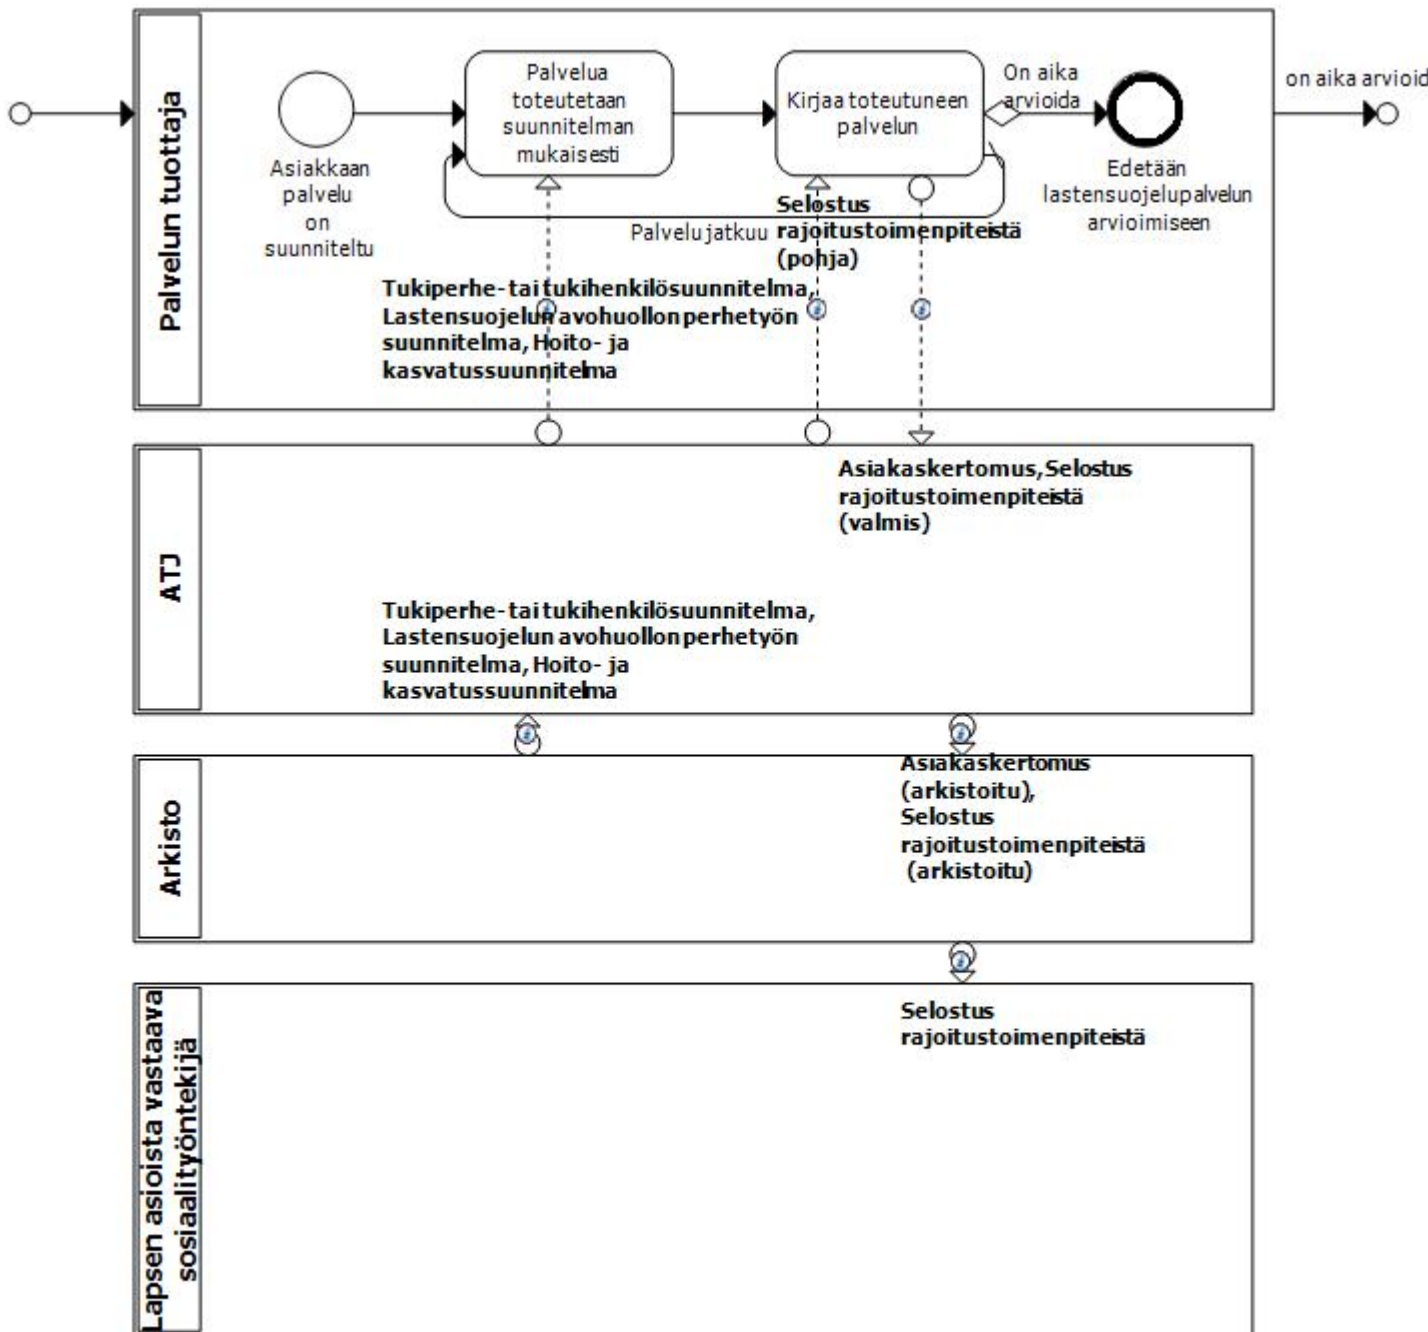 Palvelun tuottaja
Asiakkaan
palvelu
on
suunniteltu
Palvelua
toteutetaan
suunnitelman
mukaisesti
Kirjaa toteutuneen
palvelun
On aika
arvioida
Edetään
lastensuojelupalvelun
arvioimiseen
on aika arvioid
Palvelu jatkuu
Selostus
rajoitustoimenpiteistä
(pohja)
Tukiperhe- tai tukihenkilösuunnitelma,
Lastensuojelun avohuollon perhetyön
suunnitelma, Hoito- ja
kasvatussuunnitelma
ATJ
Asiakaskertomus, Selostus
rajoitustoimenpiteistä
(valmis)
Tukiperhe- tai tukihenkilösuunnitelma,
Lastensuojelun avohuollon perhetyön
suunnitelma, Hoito- ja
kasvatussuunnitelma
Arkisto
Asiakaskertomus
(arkistoitu),
Selostus
rajoitustoimenpiteistä
(arkistoitu)
Lapsen asioista vastaava
sosiaalityöntekijä
Selostus
rajoitustoimenpiteistä